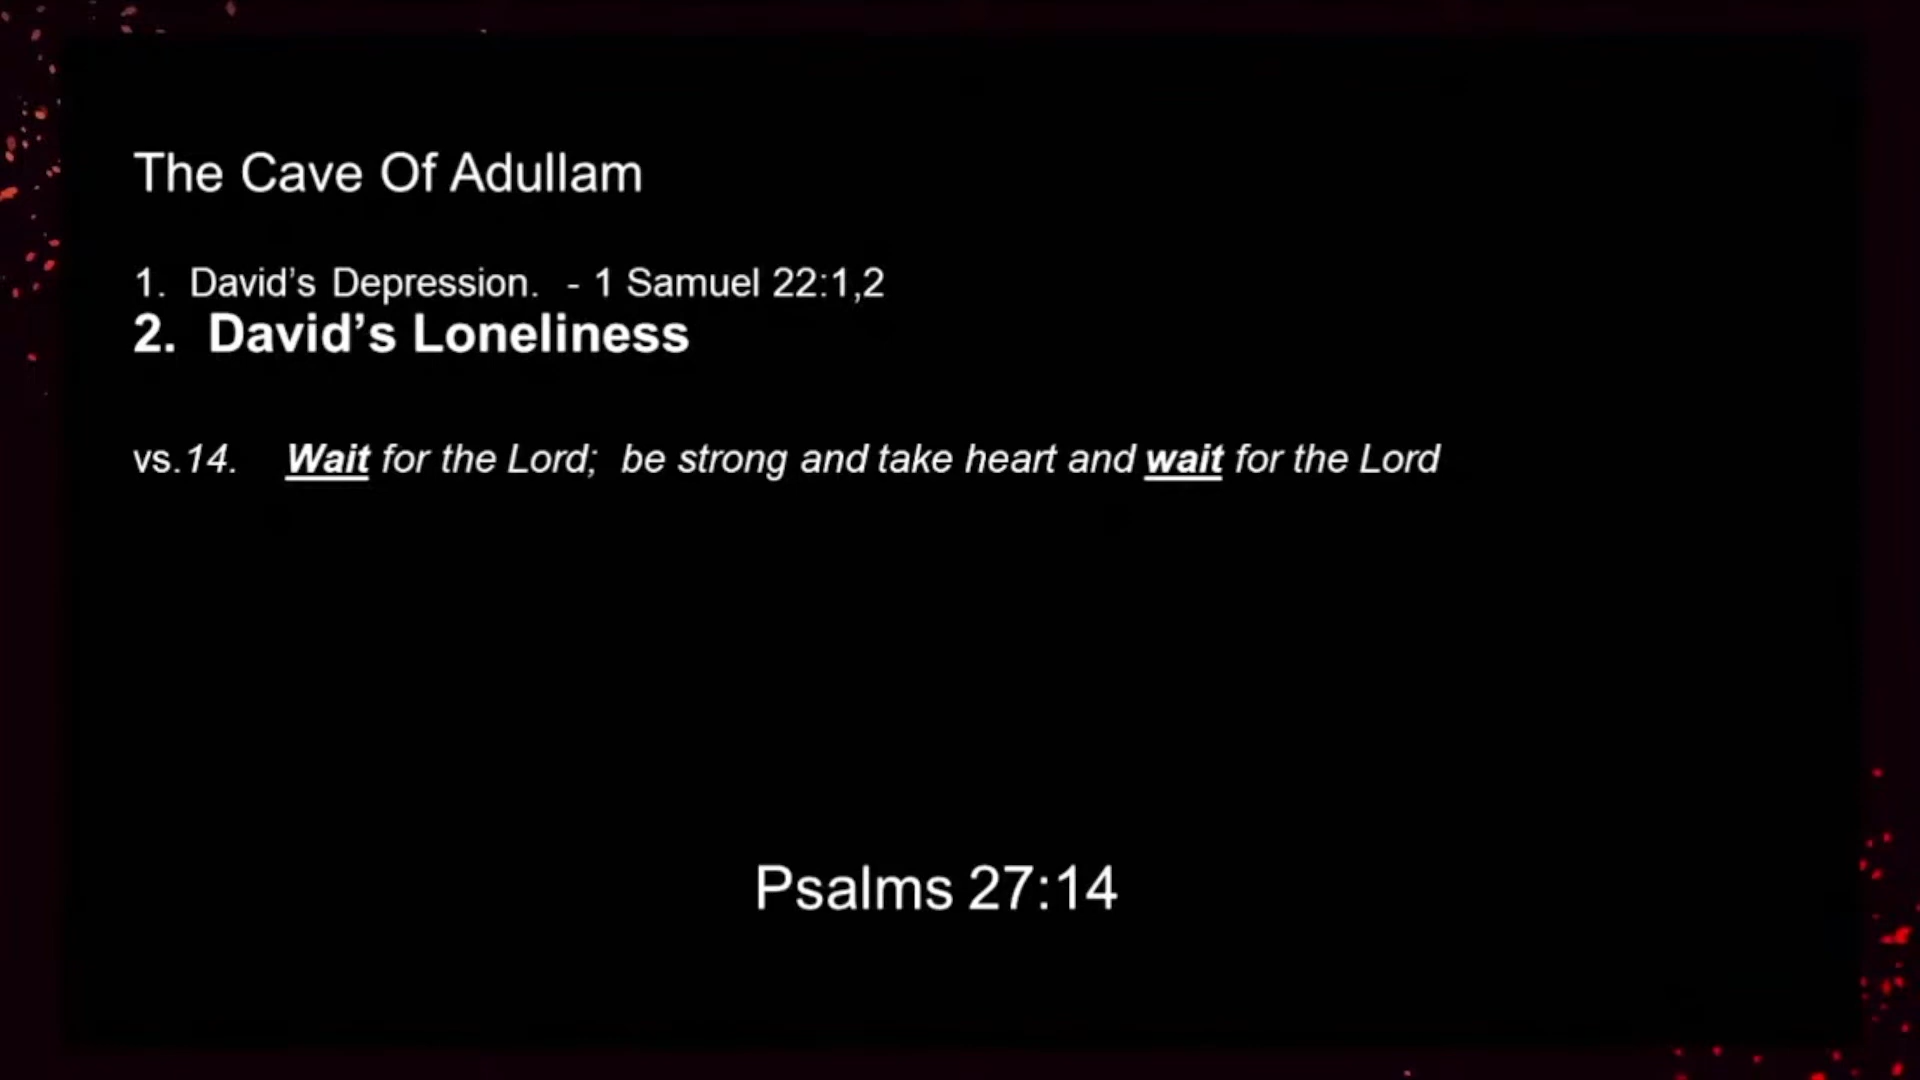 The Cave Of Adullam
1. David's Depression. - 1 Samuel 22:1,2
2. David's Loneliness
vs.14. Wait for the Lord; be strong and take heart and wait for the Lord
Psalms 27:14